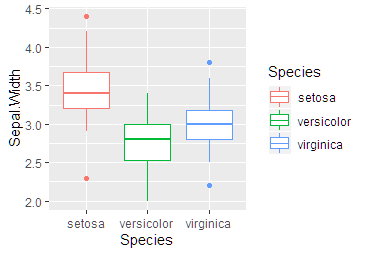 4.5
4.0
3.5
3.0
2.5
2.0
Sepal.Width
setosa versicolor virginica
Species
Species
setosa
versicolor
virginica